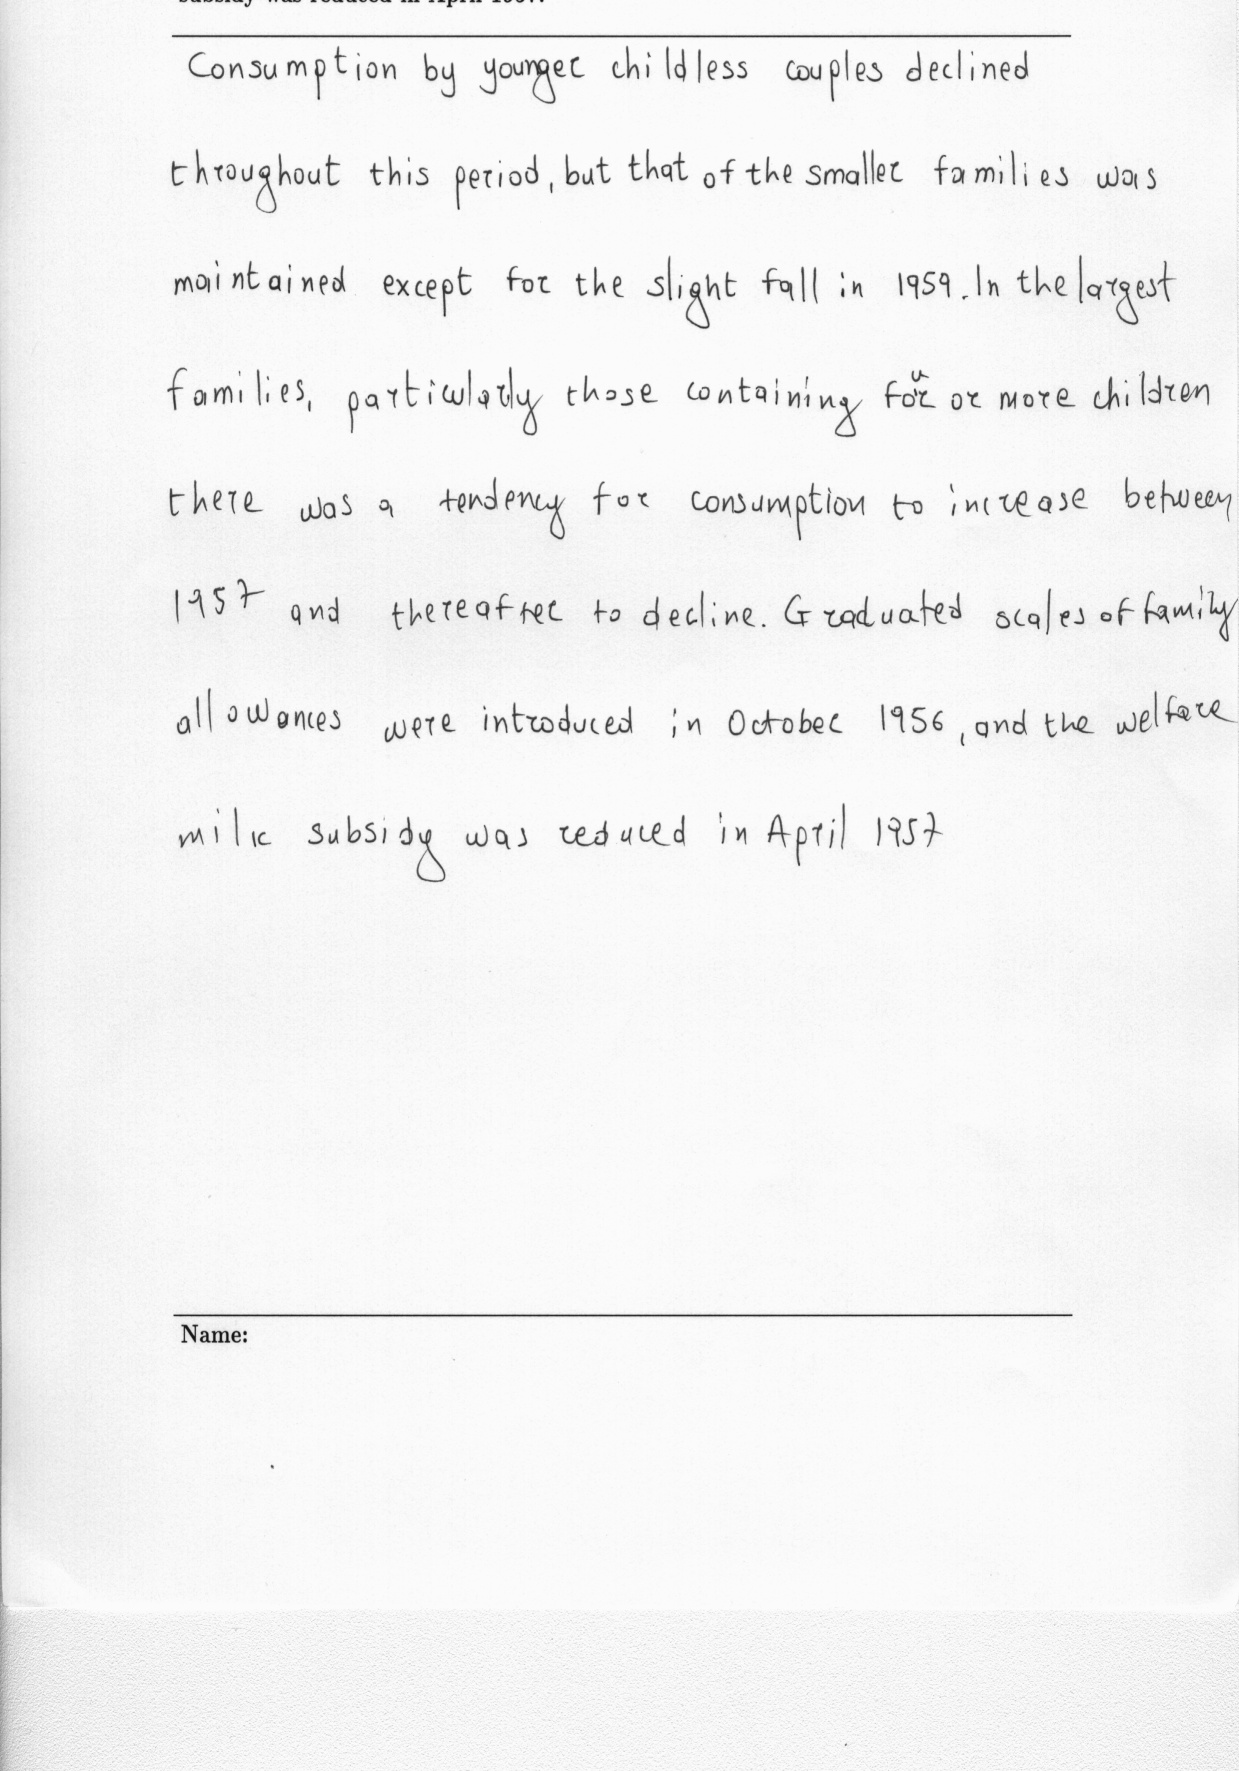 subsidy was reduced in April 1957.
Consumption by younger childless couples declined
throughout this period, but that of the smaller families was
maintained except for the slight fall in 1959. In the largest
families, particularly those containing four or more children
there was a tendency for consumption to increase between
1957 and thereafter to decline. Graduated scales of family
allowances were introduced in October 1956, and the welfare
milk subsidy was reduced in April 1957
Name: